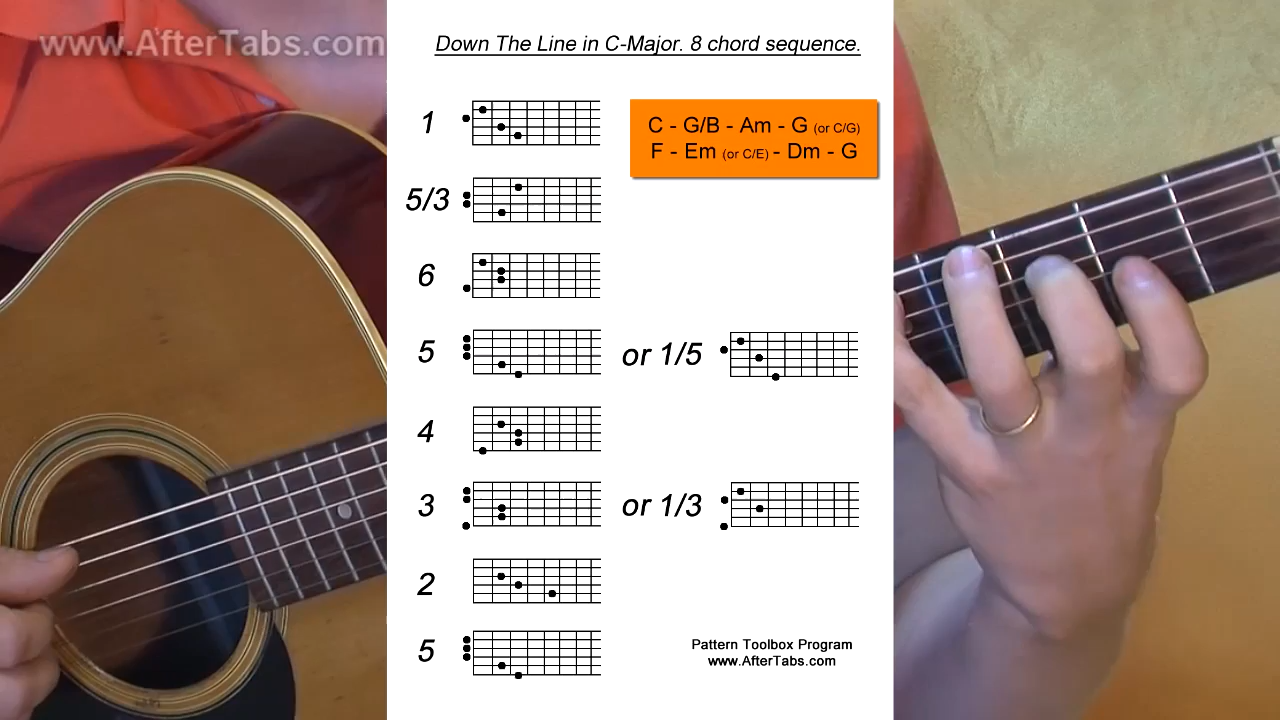 www.AfterTabs.com
Down The Line in C-Major. 8 chord sequence.
C - G/B - Am - G (or C/G)
F - Em (or C/E) - Dm - G
1
5/3
6
5 or 1/5
4
3 or 1/3
2
5
Pattern Toolbox Program
www.AfterTabs.com